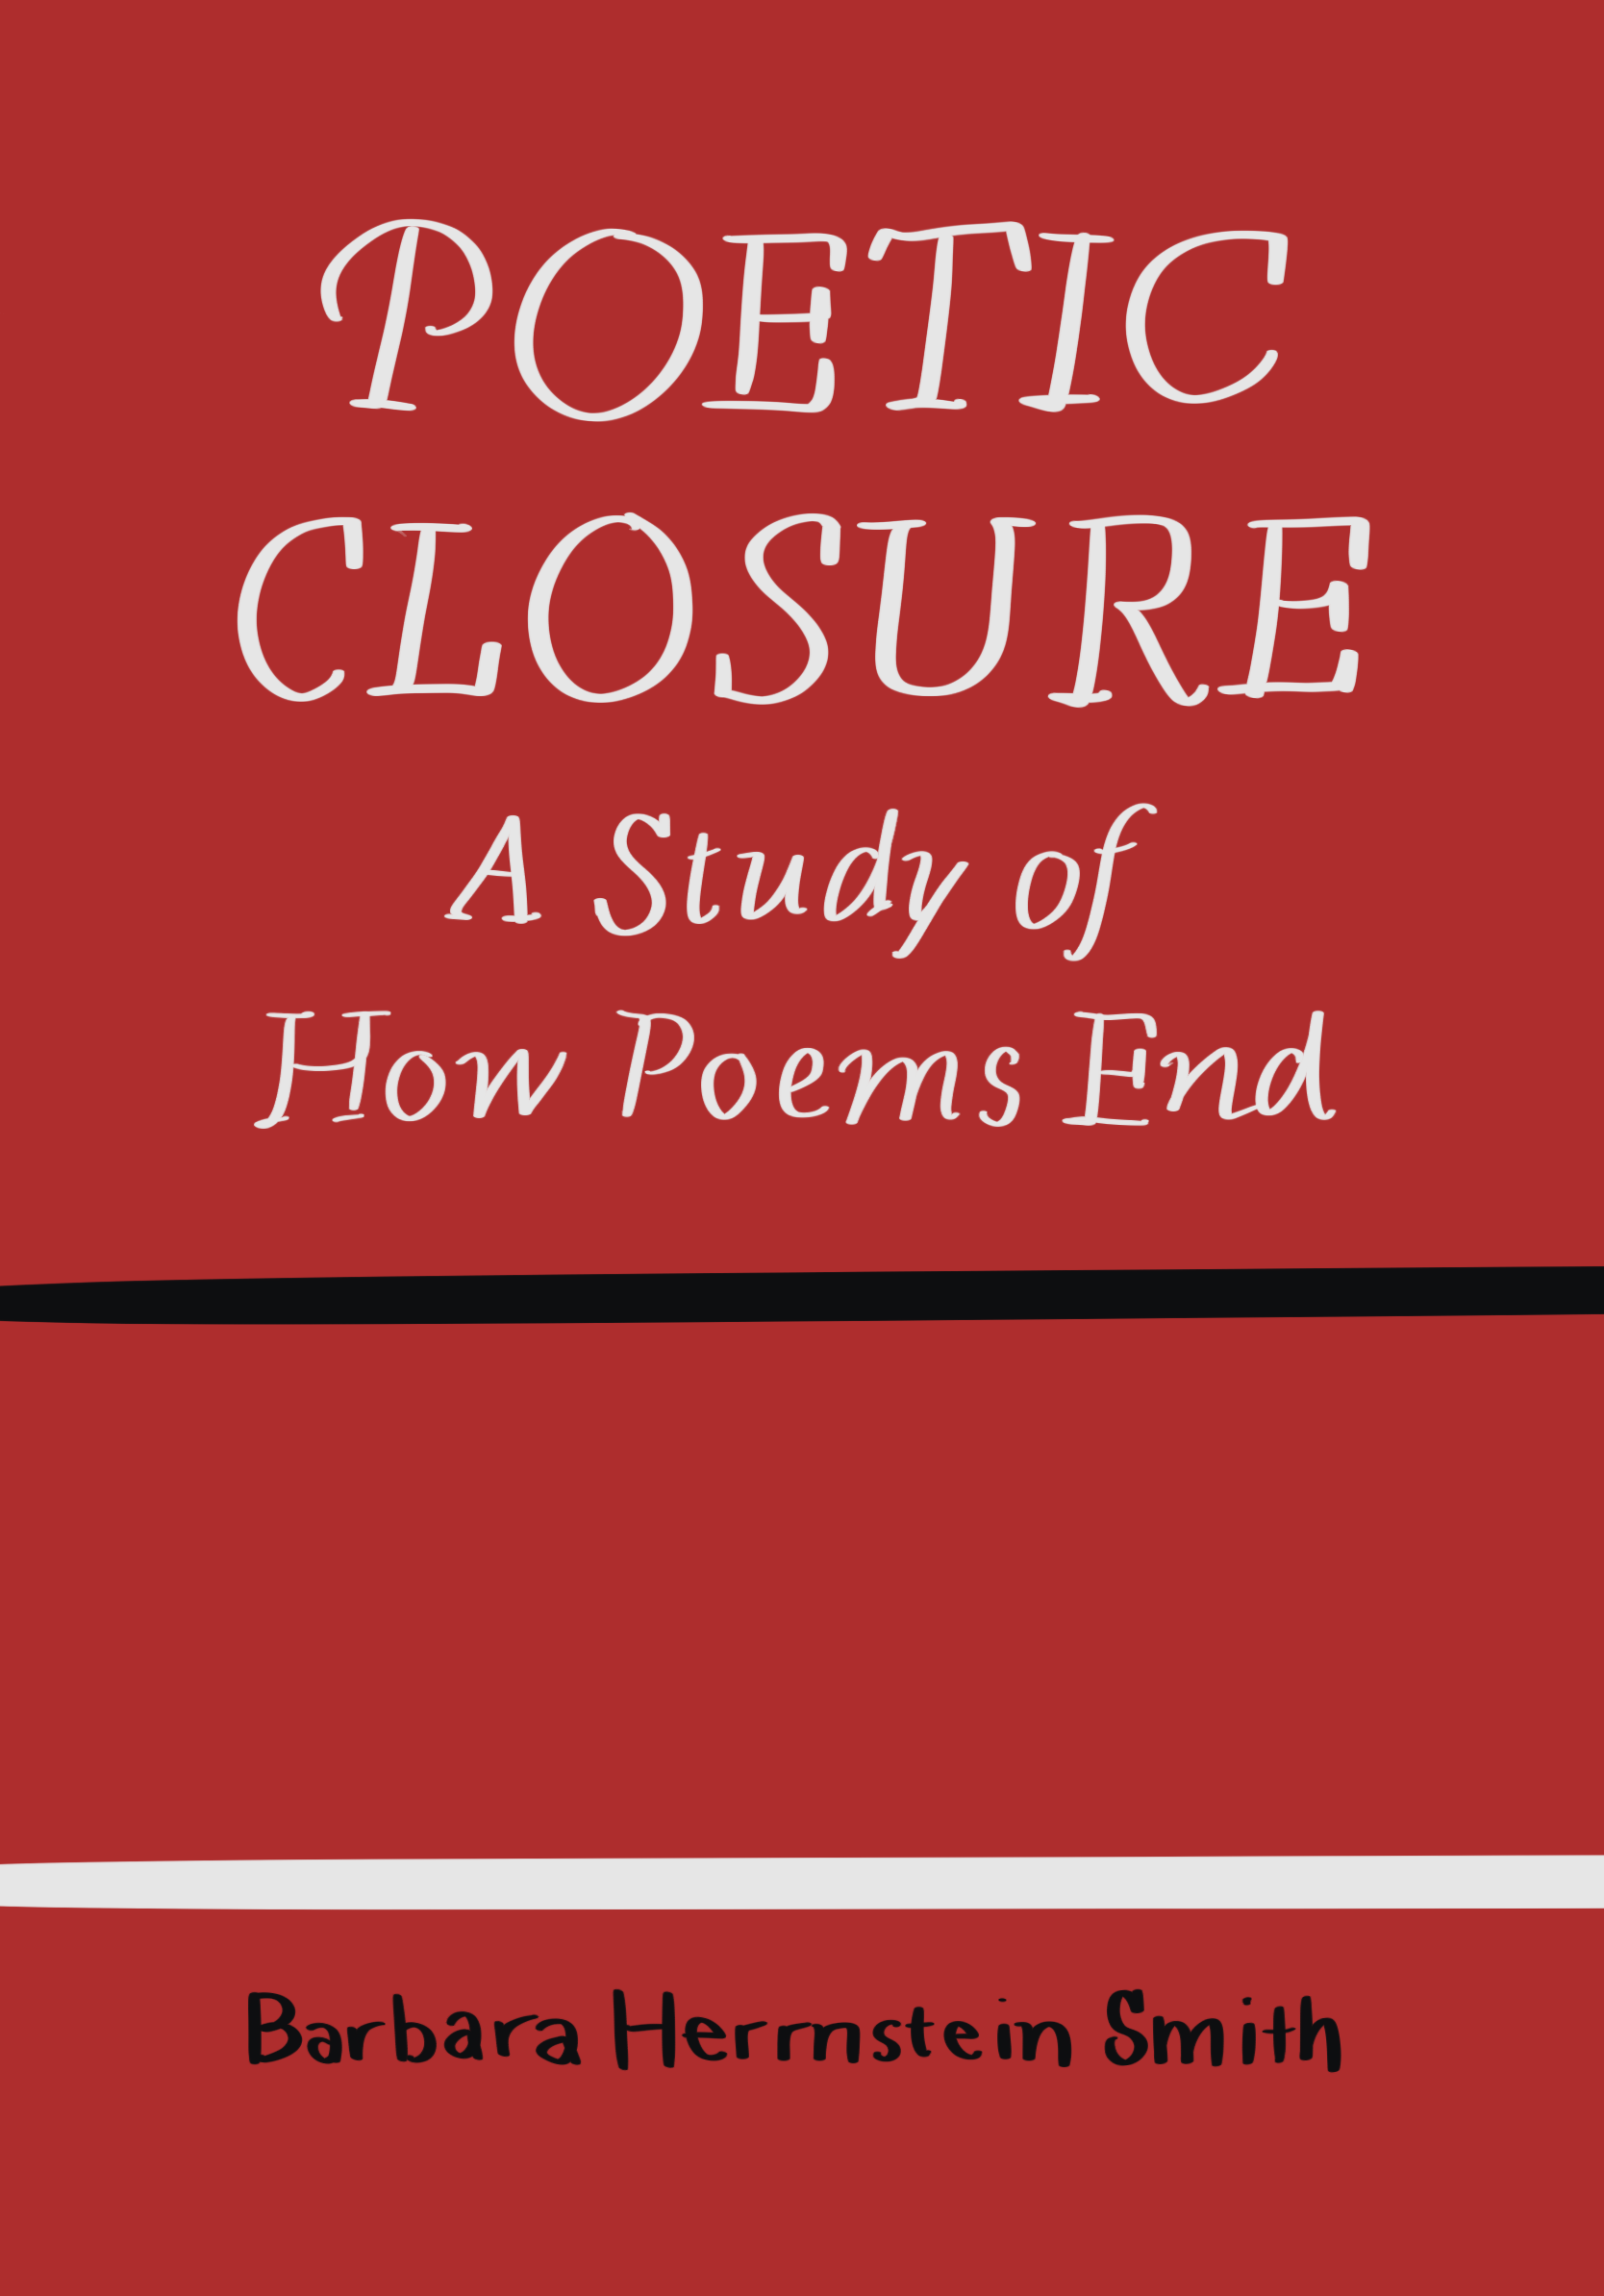 POETIC
CLOSURE
A Study of
How Poems End
Barbara Herrnstein Smith